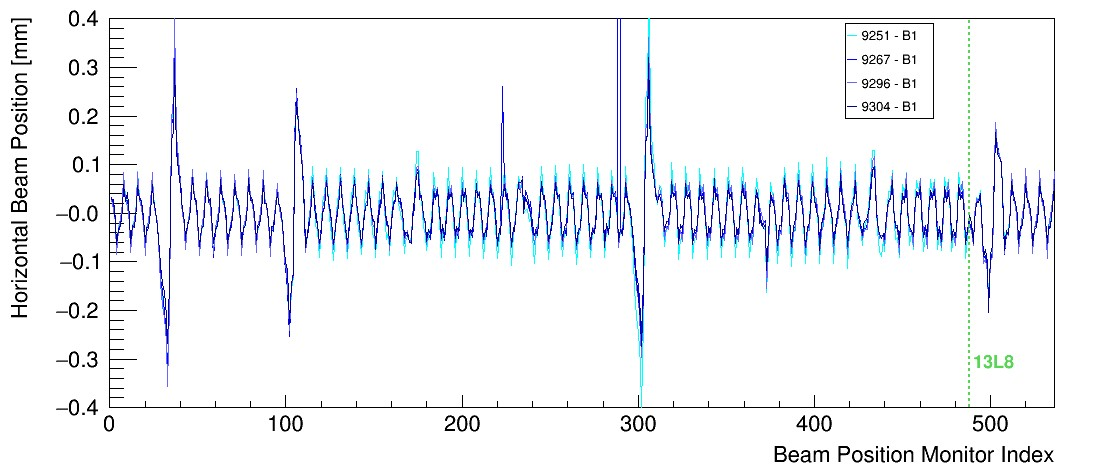 Horizontal Beam Position [mm]
0.4
0.3
0.2
0.1
−0.0
−0.1
−0.2
−0.3
−0.4
9251 - B1
9267 - B1
9296 - B1
9304 - B1
13L8
0 100 200 300 400 500
Beam Position Monitor Index